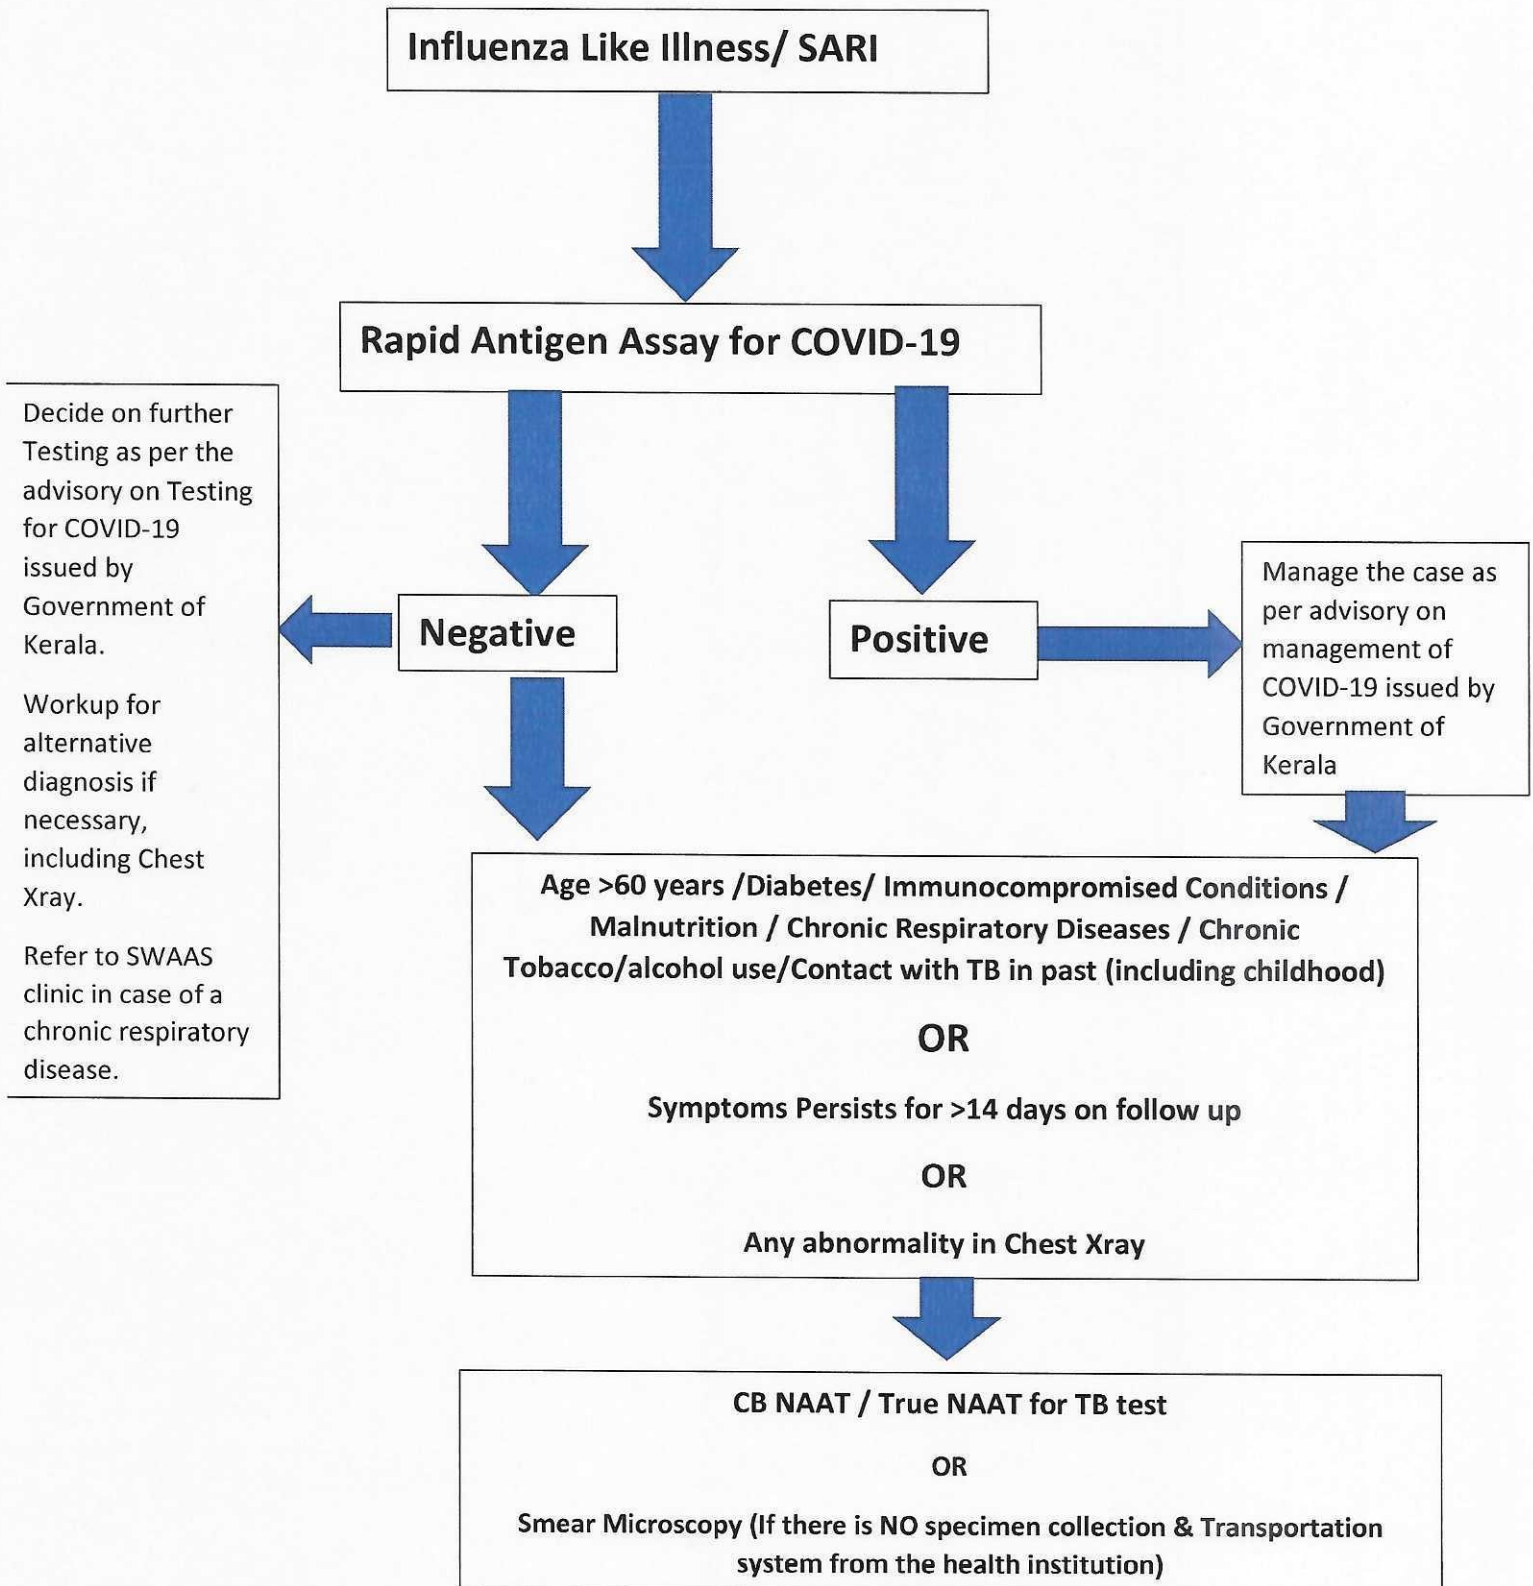 Influenza Like Illness/ SARI
Rapid Antigen Assay for COVID-19
Decide on further
Testing as per the
advisory on Testing
for COVID-19
issued by
Government of
Kerala.
Workup for
alternative
diagnosis if
necessary,
including Chest
Xray.
Refer to SWAAS
clinic in case of a
chronic respiratory
disease.
Negative
Positive
Manage the case as
per advisory on
management of
COVID-19 issued by
Government of
Kerala
Age >60 years /Diabetes/ Immunocompromised Conditions /
Malnutrition / Chronic Respiratory Diseases / Chronic
Tobacco/alcohol use/Contact with TB in past (including childhood)
OR
Symptoms Persists for >14 days on follow up
OR
Any abnormality in Chest Xray
CB NAAT / True NAAT for TB test
OR
Smear Microscopy (If there is NO specimen collection & Transportation
system from the health institution)